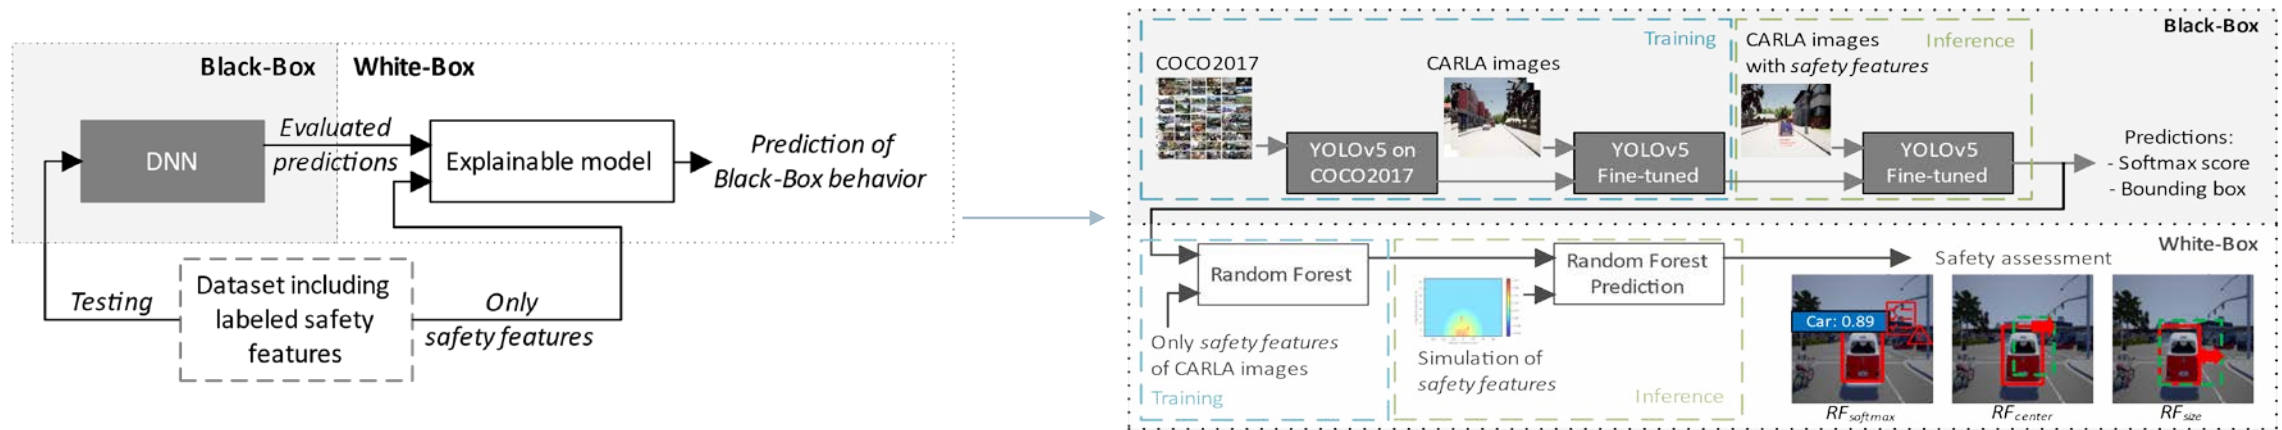 Black-Box
White-Box
DNN
Evaluated
predictions
Explainable model
Prediction of
Black-Box behavior
Testing
Dataset including
labeled safety
features
Only
safety features
Black-Box
Training
Inference
COCO2017
CARLA images
CARLA images
with safety features
YOLOv5 on
COCO2017
YOLOv5
Fine-tuned
YOLOv5
Fine-tuned
Predictions:
- Softmax score
- Bounding box
White-Box
Random Forest
Random Forest
Prediction
Safety assessment
Only safety features
of CARLA images
Training
Simulation of
safety features
Inference
Car: 0.89
RFsoftmax
RFcenter
RFsize